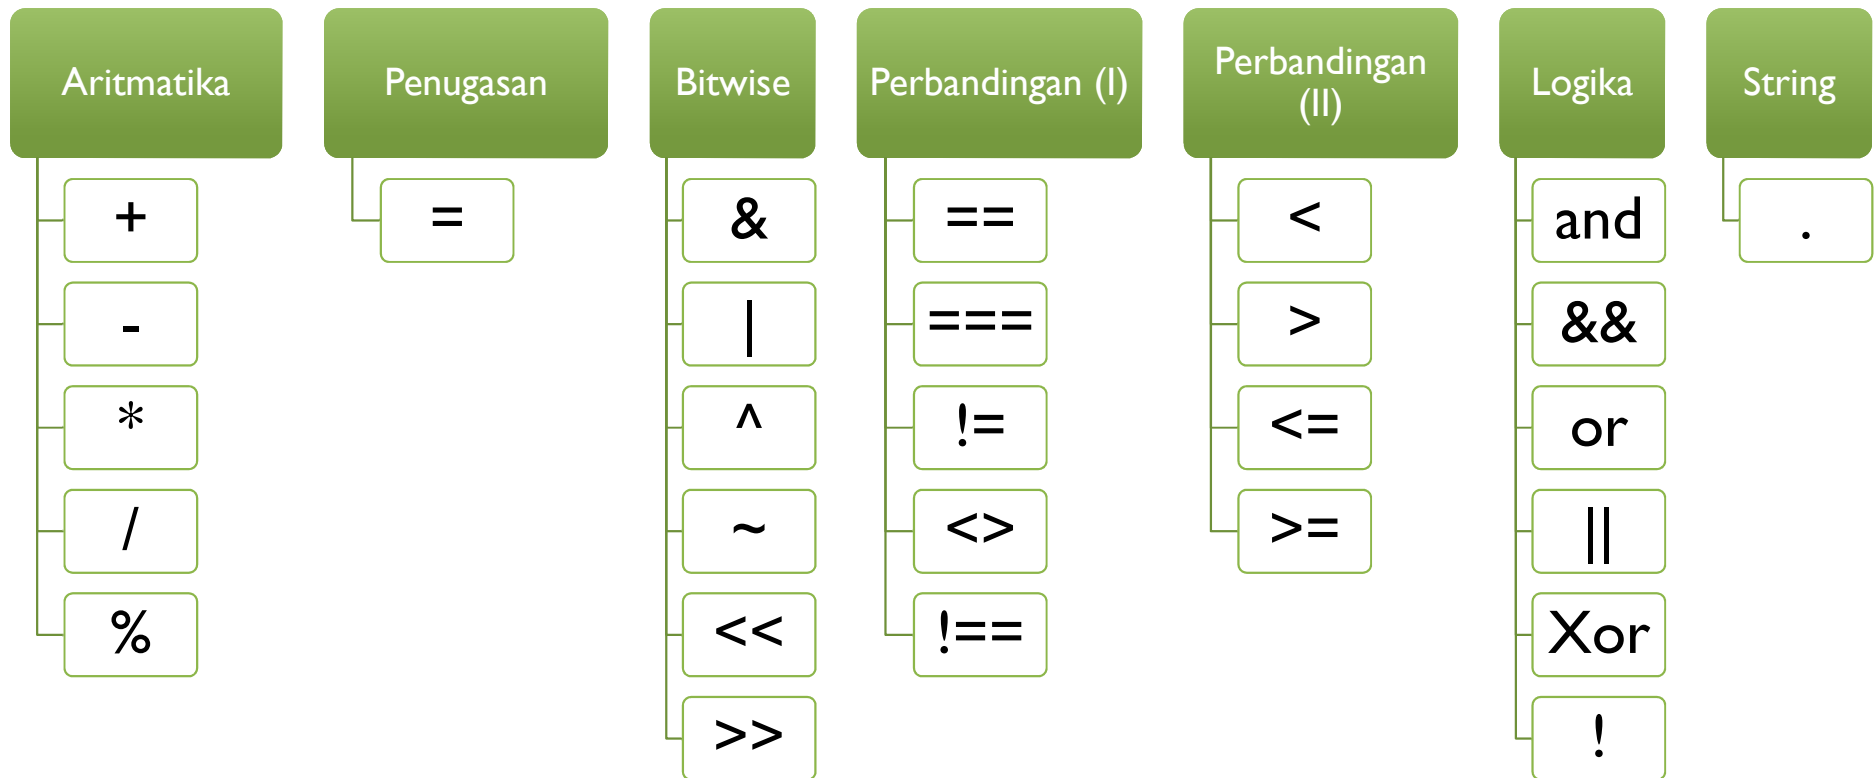 Aritmatika
+
-
*
/
%
Penugasan
=
Bitwise
&
|
^
~
<<
>>
Perbandingan (I)
==
===
!=
<>
!==
Perbandingan
(II)
<
>
<=
>=
Logika
and
&&
or
||
Xor
!
String
.